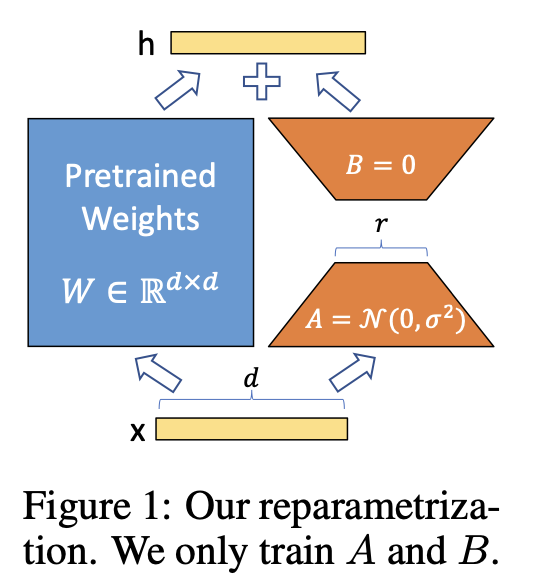 h
Pretrained
Weights
W ∈ ℝ^{d×d}
B = 0
r
A = 𝒩(0, σ²)
d
x
Figure 1: Our reparametriza-
tion. We only train A and B.